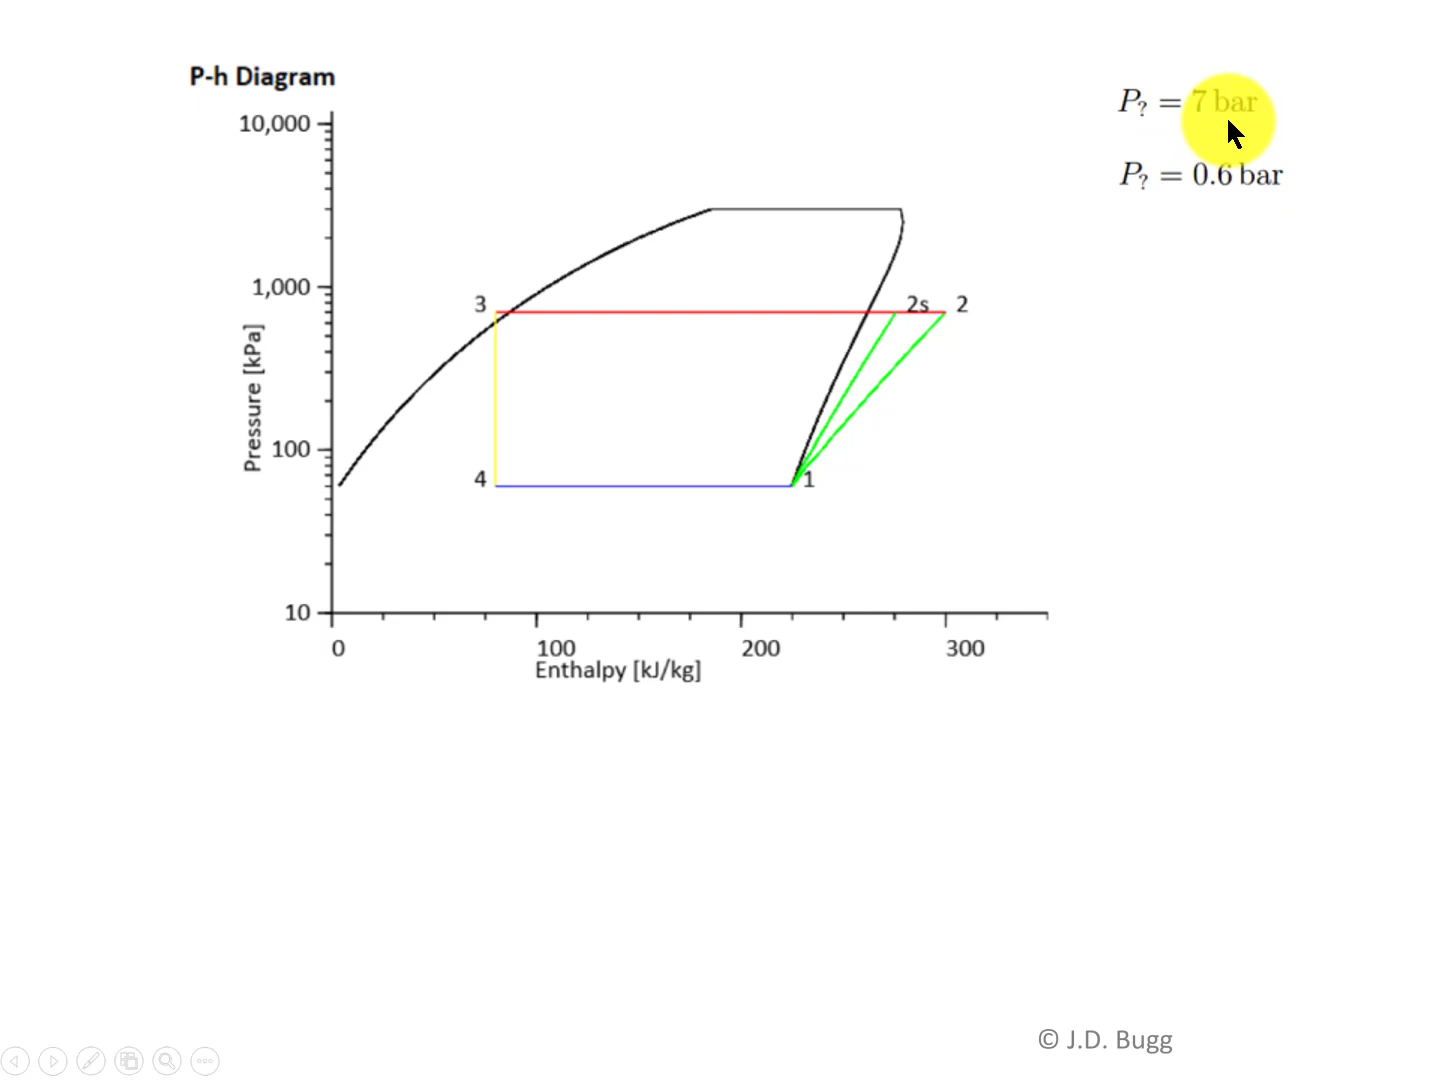 P-h Diagram
P? = 7 bar
P? = 0.6 bar
10,000
1,000
100
10
Pressure [kPa]
3
2s
2
4
1
0
100
200
300
Enthalpy [kJ/kg]
© J.D. Bugg